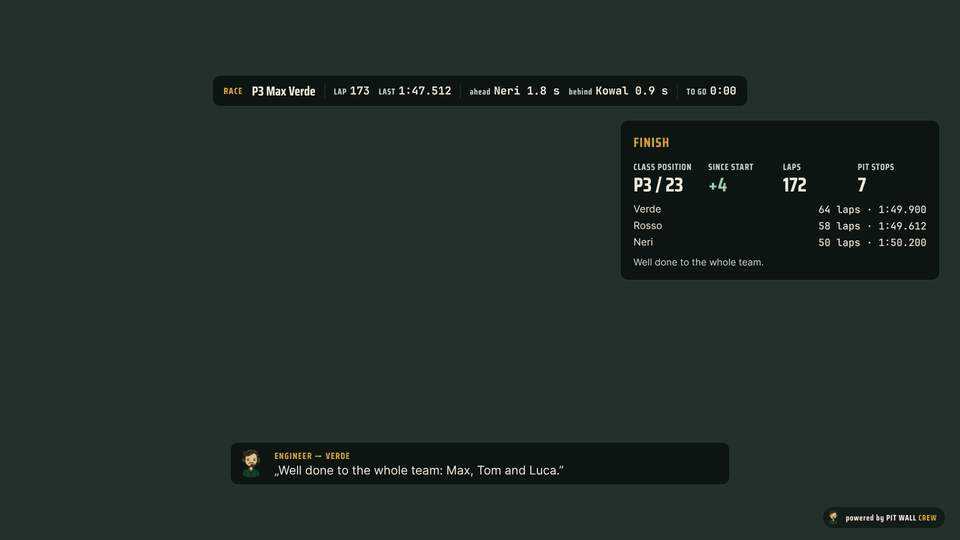 RACE P3 Max Verde LAP 173 LAST 1:47.512 ahead Neri 1.8 s behind Kowal 0.9 s TO GO 0:00
FINISH
CLASS POSITION SINCE START LAPS PIT STOPS
P3 / 23 +4 172 7
Verde 64 laps · 1:49.900
Rosso 58 laps · 1:49.612
Neri 50 laps · 1:50.200
Well done to the whole team.
ENGINEER — VERDE
„Well done to the whole team: Max, Tom and Luca.”
powered by PIT WALL CREW